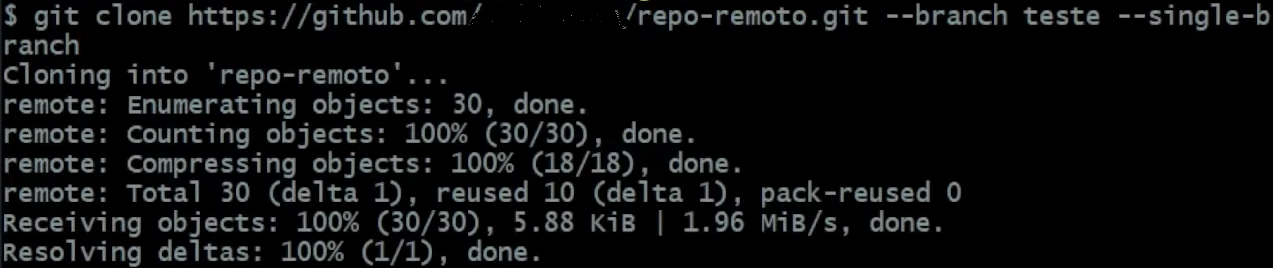 $ git clone https://github.com/ /repo-remoto.git --branch teste --single-b
ranch
Cloning into 'repo-remoto'...
remote: Enumerating objects: 30, done.
remote: Counting objects: 100% (30/30), done.
remote: Compressing objects: 100% (18/18), done.
remote: Total 30 (delta 1), reused 10 (delta 1), pack-reused 0
Receiving objects: 100% (30/30), 5.88 KiB | 1.96 MiB/s, done.
Resolving deltas: 100% (1/1), done.